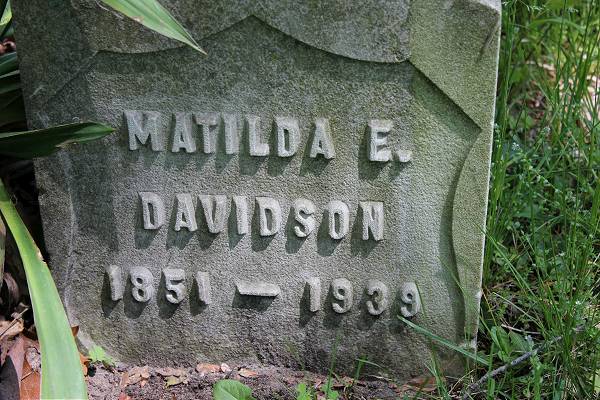 MATILDA E.
DAVIDSON
1851 – 1939